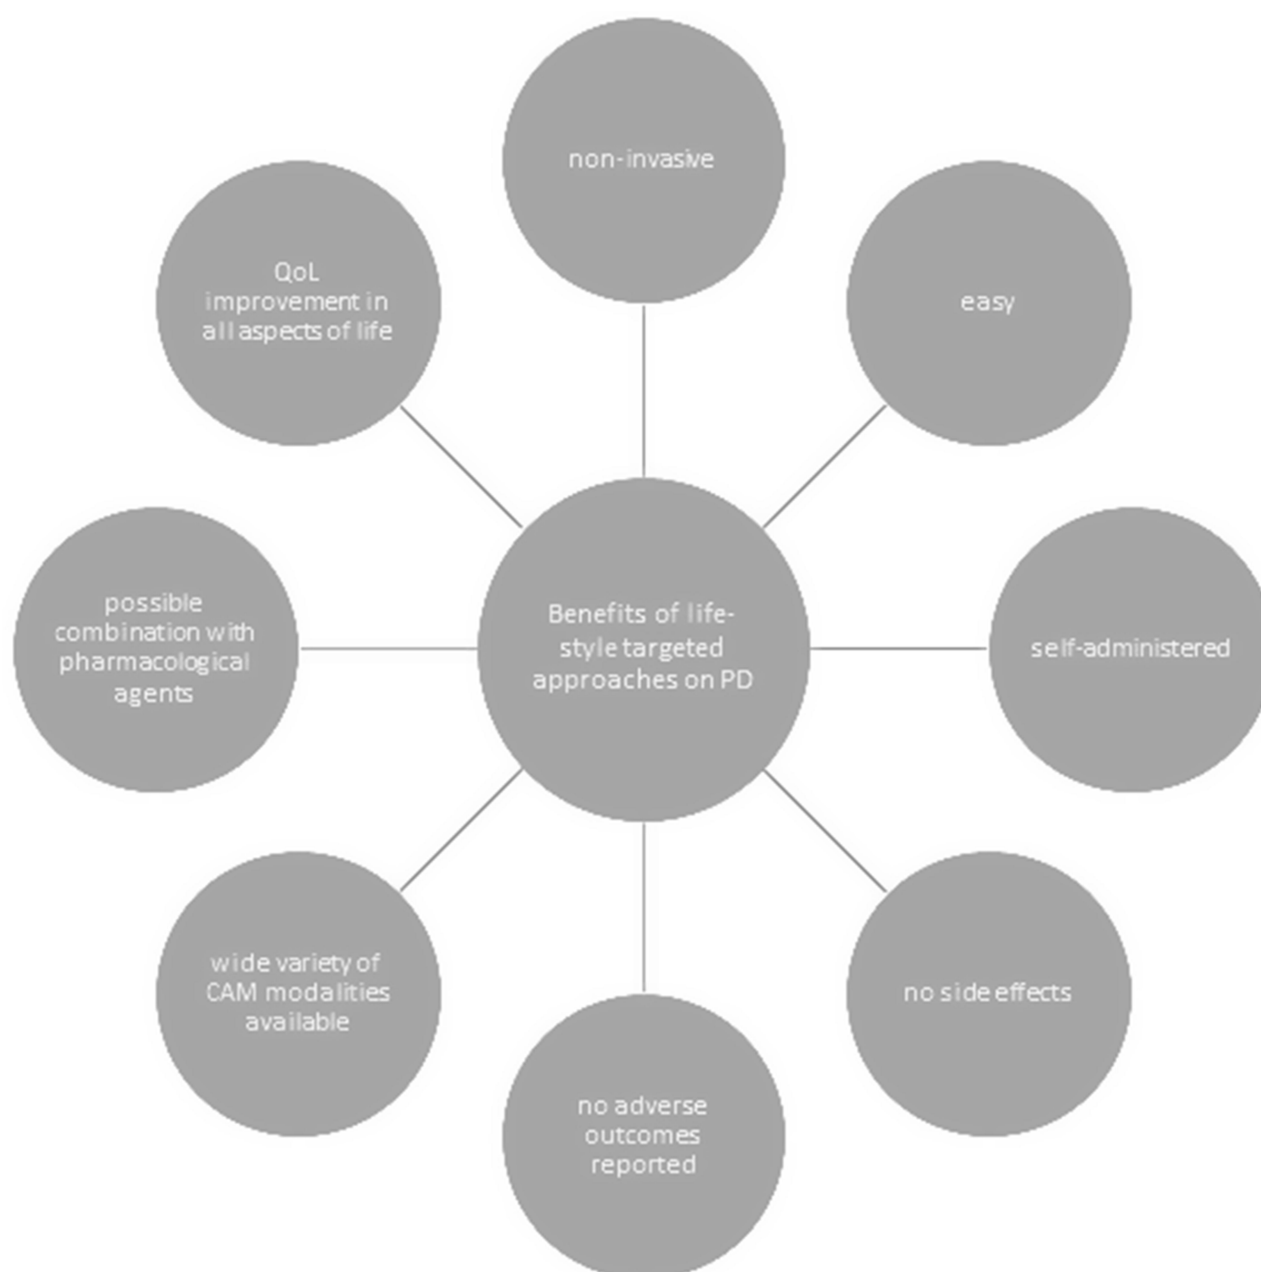 non-invasive
easy
self-administered
no side effects
no adverse
outcomes
reported
wide variety of
CAM modalities
available
possible
combination with
pharmacological
agents
QoL
improvement in
all aspects of life
Benefits of life-
style targeted
approaches on PD